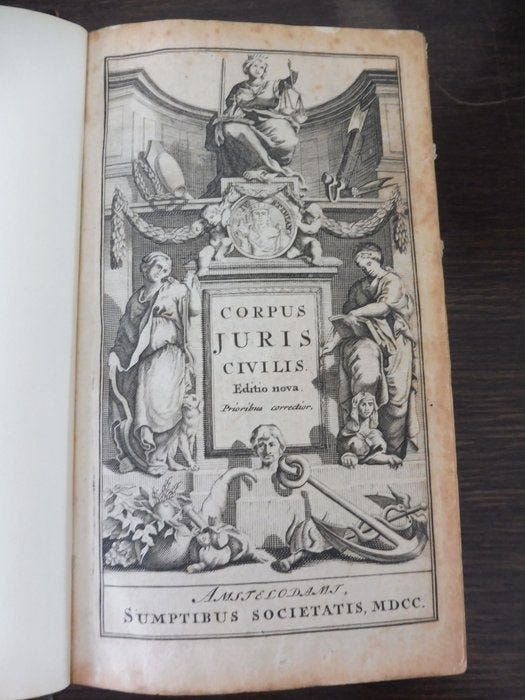 CORPUS
JURIS
CIVILIS.
Editio nova.
Prioribus correctior.
AMSTELODAMI,
SUMPTIBUS SOCIETATIS, MDCC.